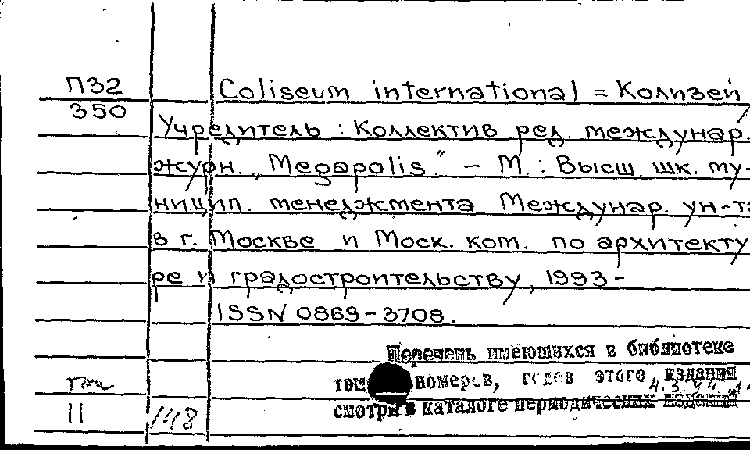 П32
350
Coliseum international = Колизей
Учредитель : Коллектив ред. междунар.
журн. „Megapolis". – М. : Высш. шк. му-
ницип. менеджмента Междунар. ун-та
в г. Москве и Моск. ком. по архитекту
ре и градостроительству, 1993 –
ISSN 0869-3708.
Перечень имеющихся в библиотеке
номеров, годов этого издания
смотри в каталоге периодических изданий
11
148